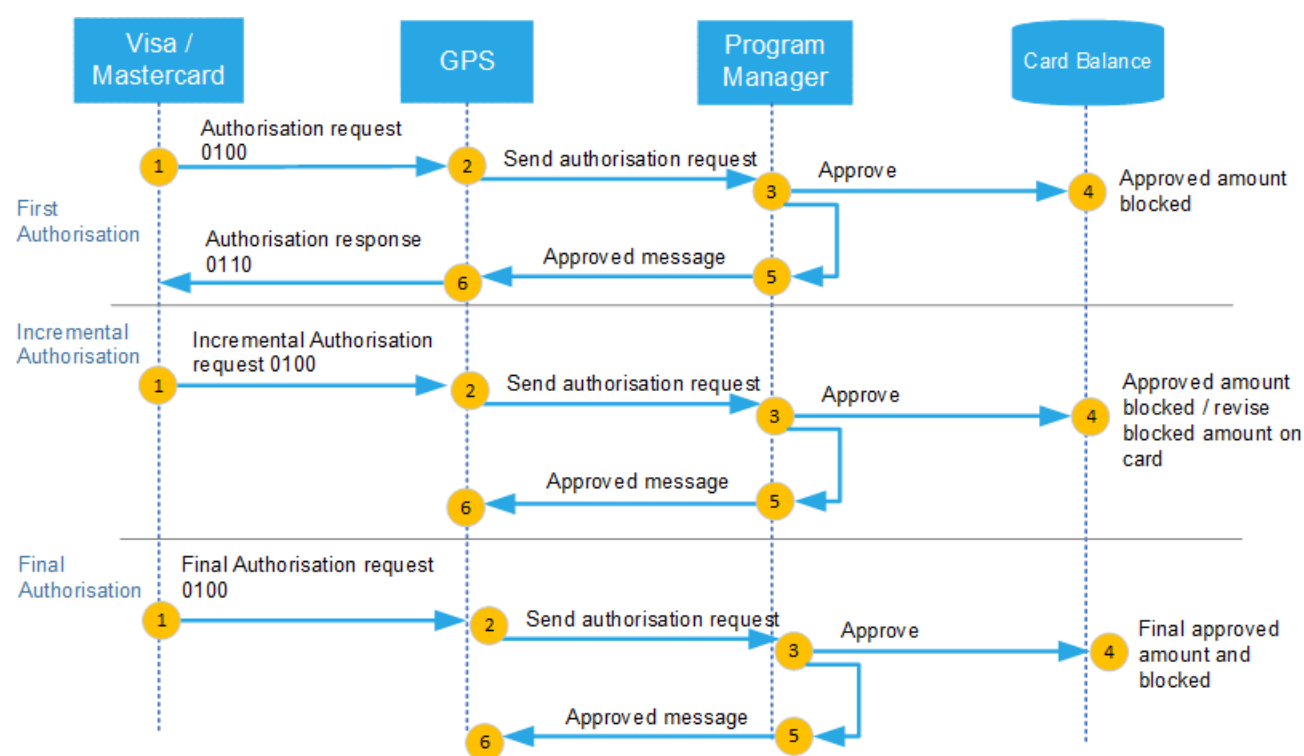 Visa /
Mastercard
GPS
Program
Manager
Card Balance
Authorisation request
0100
1
2
Send authorisation request
3
Approve
4
Approved amount
blocked
First
Authorisation
Authorisation response
0110
6
Approved message
5
Incremental
Authorisation
Incremental Authorisation
request 0100
1
2
Send authorisation request
3
Approve
4
Approved amount
blocked / revise
blocked amount on
card
6
Approved message
5
Final
Authorisation
Final Authorisation request
0100
1
2
Send authorisation request
3
Approve
4
Final approved
amount and
blocked
6
Approved message
5